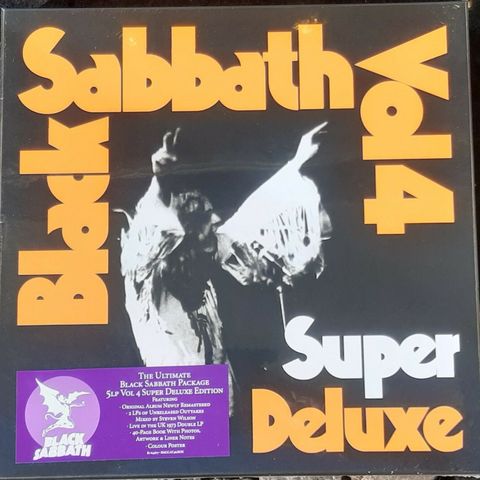 Black
Sabbath
Vol 4
Super
Deluxe
The Ultimate
Black Sabbath Package
5LP Vol 4 Super Deluxe Edition
Featuring
• Original Album Newly Remastered
• 2 LPs of Unreleased Outtakes
Mixed by Steven Wilson
• Live in the UK 1973 Double LP
• 40-Page Book With Photos,
Artwork & Liner Notes
• Colour Poster
BLACK
SABBATH